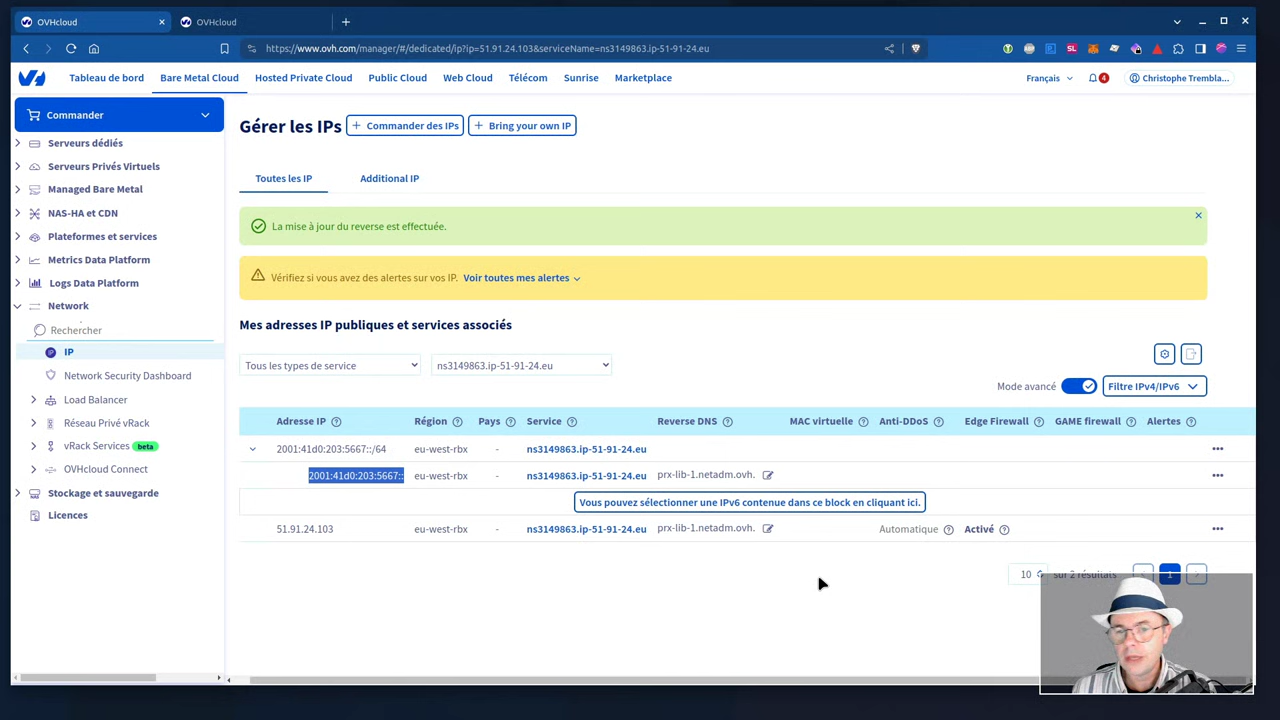 OVHcloud
OVHcloud
https://www.ovh.com/manager/#/dedicated/ip?ip=51.91.24.103&serviceName=ns3149863.ip-51-91-24.eu
Tableau de bord
Bare Metal Cloud
Hosted Private Cloud
Public Cloud
Web Cloud
Télécom
Sunrise
Marketplace
Français
4
Christophe Trembla...
Commander
Serveurs dédiés
Serveurs Privés Virtuels
Managed Bare Metal
NAS-HA et CDN
Plateformes et services
Metrics Data Platform
Logs Data Platform
Network
Rechercher
IP
Network Security Dashboard
Load Balancer
Réseau Privé vRack
vRack Services beta
OVHcloud Connect
Stockage et sauvegarde
Licences
Gérer les IPs
+ Commander des IPs
+ Bring your own IP
Toutes les IP
Additional IP
La mise à jour du reverse est effectuée.
Vérifiez si vous avez des alertes sur vos IP. Voir toutes mes alertes
Mes adresses IP publiques et services associés
Tous les types de service
ns3149863.ip-51-91-24.eu
Mode avancé
Filtre IPv4/IPv6
Adresse IP Région Pays Service Reverse DNS MAC virtuelle Anti-DDoS Edge Firewall GAME firewall Alertes
2001:41d0:203:5667::/64 eu-west-rbx - ns3149863.ip-51-91-24.eu
2001:41d0:203:5667:: eu-west-rbx - ns3149863.ip-51-91-24.eu prx-lib-1.netadm.ovh.
Vous pouvez sélectionner une IPv6 contenue dans ce block en cliquant ici.
51.91.24.103 eu-west-rbx - ns3149863.ip-51-91-24.eu prx-lib-1.netadm.ovh. Automatique Activé
10 sur 2 résultats 1